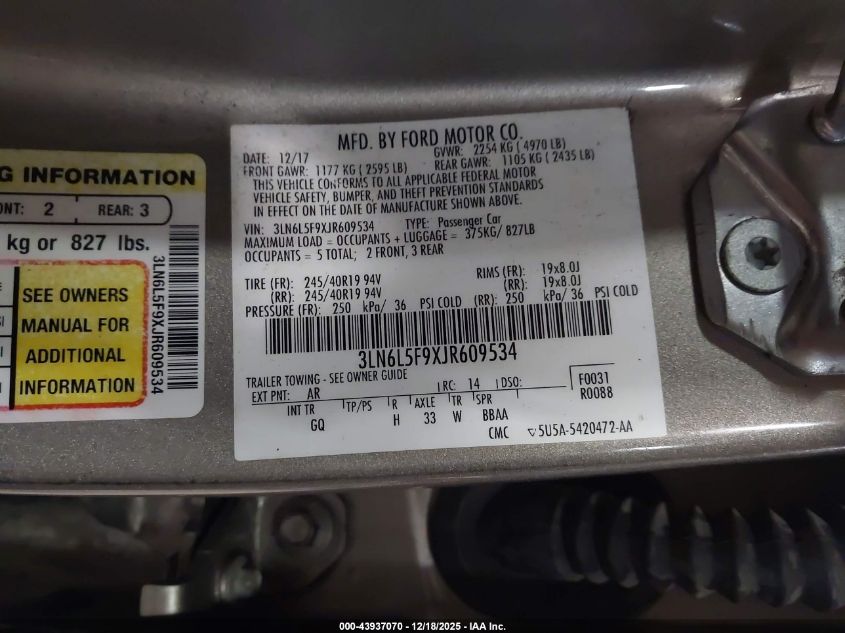 G INFORMATION
ONT: 2 REAR: 3
kg or 827 lbs.
SEE OWNERS
MANUAL FOR
ADDITIONAL
INFORMATION
3LN6L5F9XJR609534
MFD. BY FORD MOTOR CO.
DATE: 12/17 GVWR: 2254 KG ( 4970 LB)
FRONT GAWR: 1177 KG ( 2595 LB) REAR GAWR: 1105 KG ( 2435 LB)
THIS VEHICLE CONFORMS TO ALL APPLICABLE FEDERAL MOTOR
VEHICLE SAFETY, BUMPER, AND THEFT PREVENTION STANDARDS
IN EFFECT ON THE DATE OF MANUFACTURE SHOWN ABOVE.
VIN: 3LN6L5F9XJR609534 TYPE: Passenger Car
MAXIMUM LOAD = OCCUPANTS + LUGGAGE = 375KG/ 827LB
OCCUPANTS = 5 TOTAL; 2 FRONT, 3 REAR
TIRE (FR): 245/40R19 94V RIMS (FR): 19x8.0J
(RR): 245/40R19 94V (RR): 19x8.0J
PRESSURE (FR): 250 kPa/ 36 PSI COLD (RR): 250 kPa/ 36 PSI COLD
3LN6L5F9XJR609534
TRAILER TOWING - SEE OWNER GUIDE
EXT PNT: AR RC: 14 DSO: F0031
R0088
INT TR TP/PS R AXLE TR SPR
GQ H 33 W BBAA
CMC ▽5U5A-5420472-AA
000-43937070 - 12/18/2025 - IAA Inc.